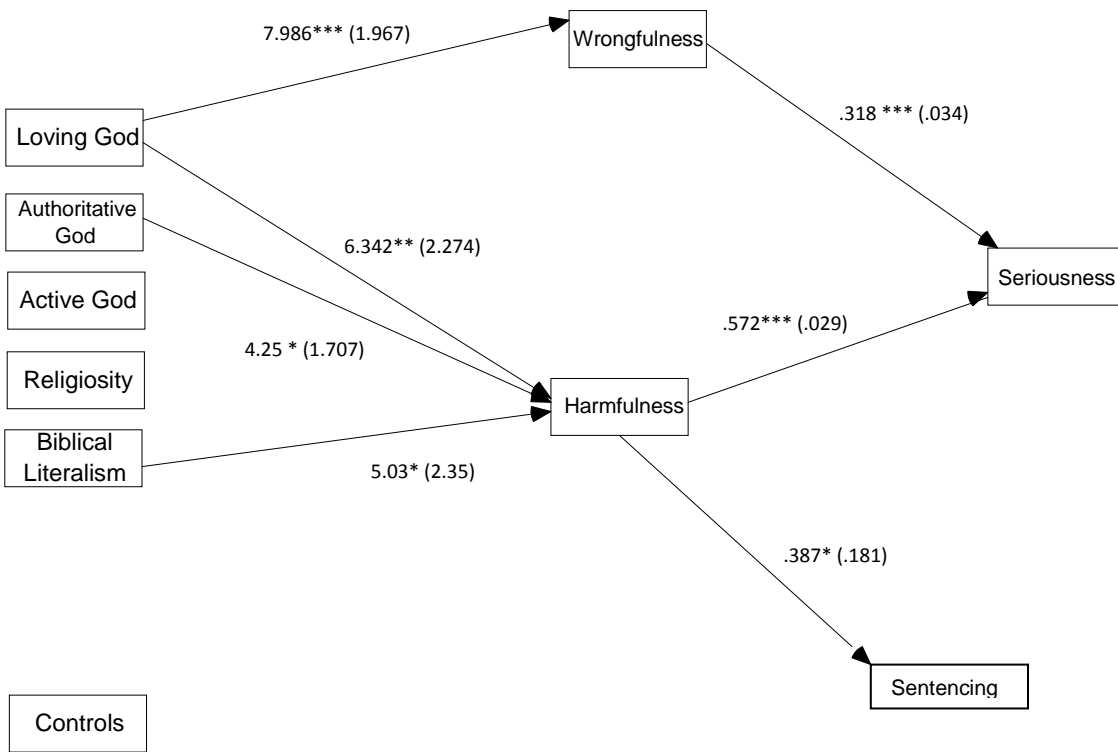 7.986*** (1.967)
Wrongfulness
.318 *** (.034)
Loving God
Authoritative
God
6.342** (2.274)
Seriousness
Active God
.572*** (.029)
4.25 * (1.707)
Religiosity
Harmfulness
Biblical
Literalism
5.03* (2.35)
.387* (.181)
Sentencing
Controls